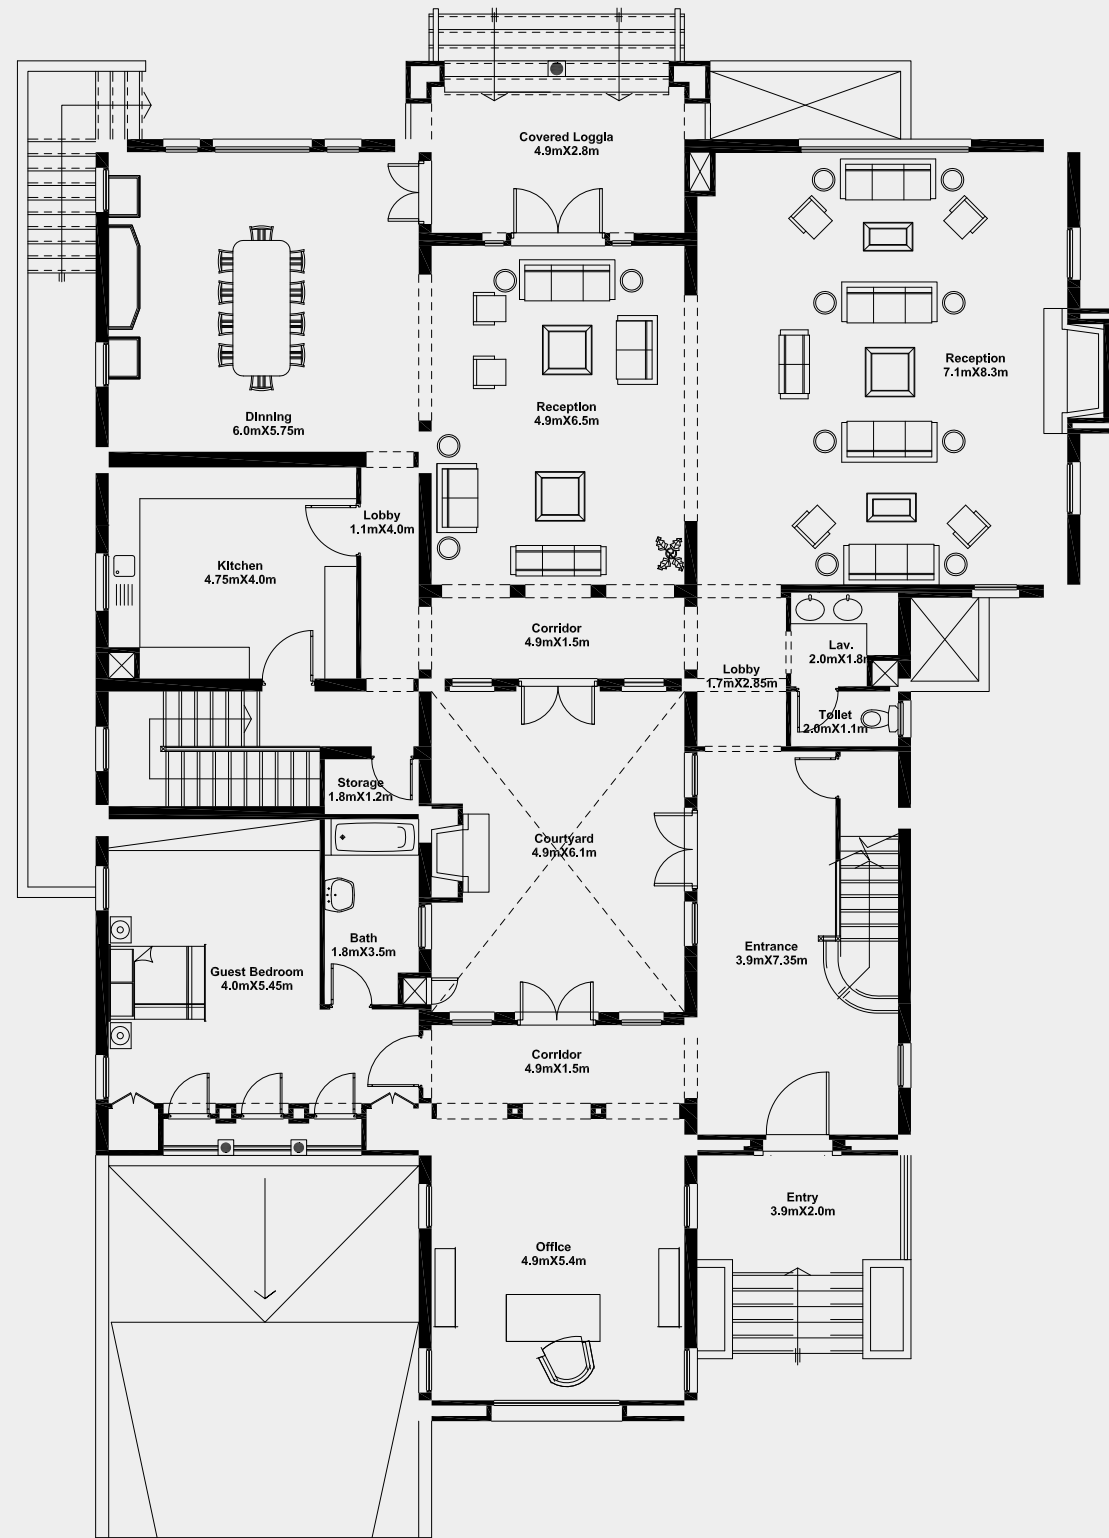 Covered Loggia
4.9mX2.8m
Reception
7.1mX8.3m
Reception
4.9mX6.5m
Dinning
6.0mX5.75m
Lobby
1.1mX4.0m
Kitchen
4.75mX4.0m
Corridor
4.9mX1.5m
Lav.
2.0mX1.8m
Lobby
1.7mX2.85m
Toilet
2.0mX1.1m
Storage
1.8mX1.2m
Courtyard
4.9mX6.1m
Bath
1.8mX3.5m
Entrance
3.9mX7.35m
Guest Bedroom
4.0mX5.45m
Corridor
4.9mX1.5m
Entry
3.9mX2.0m
Office
4.9mX5.4m